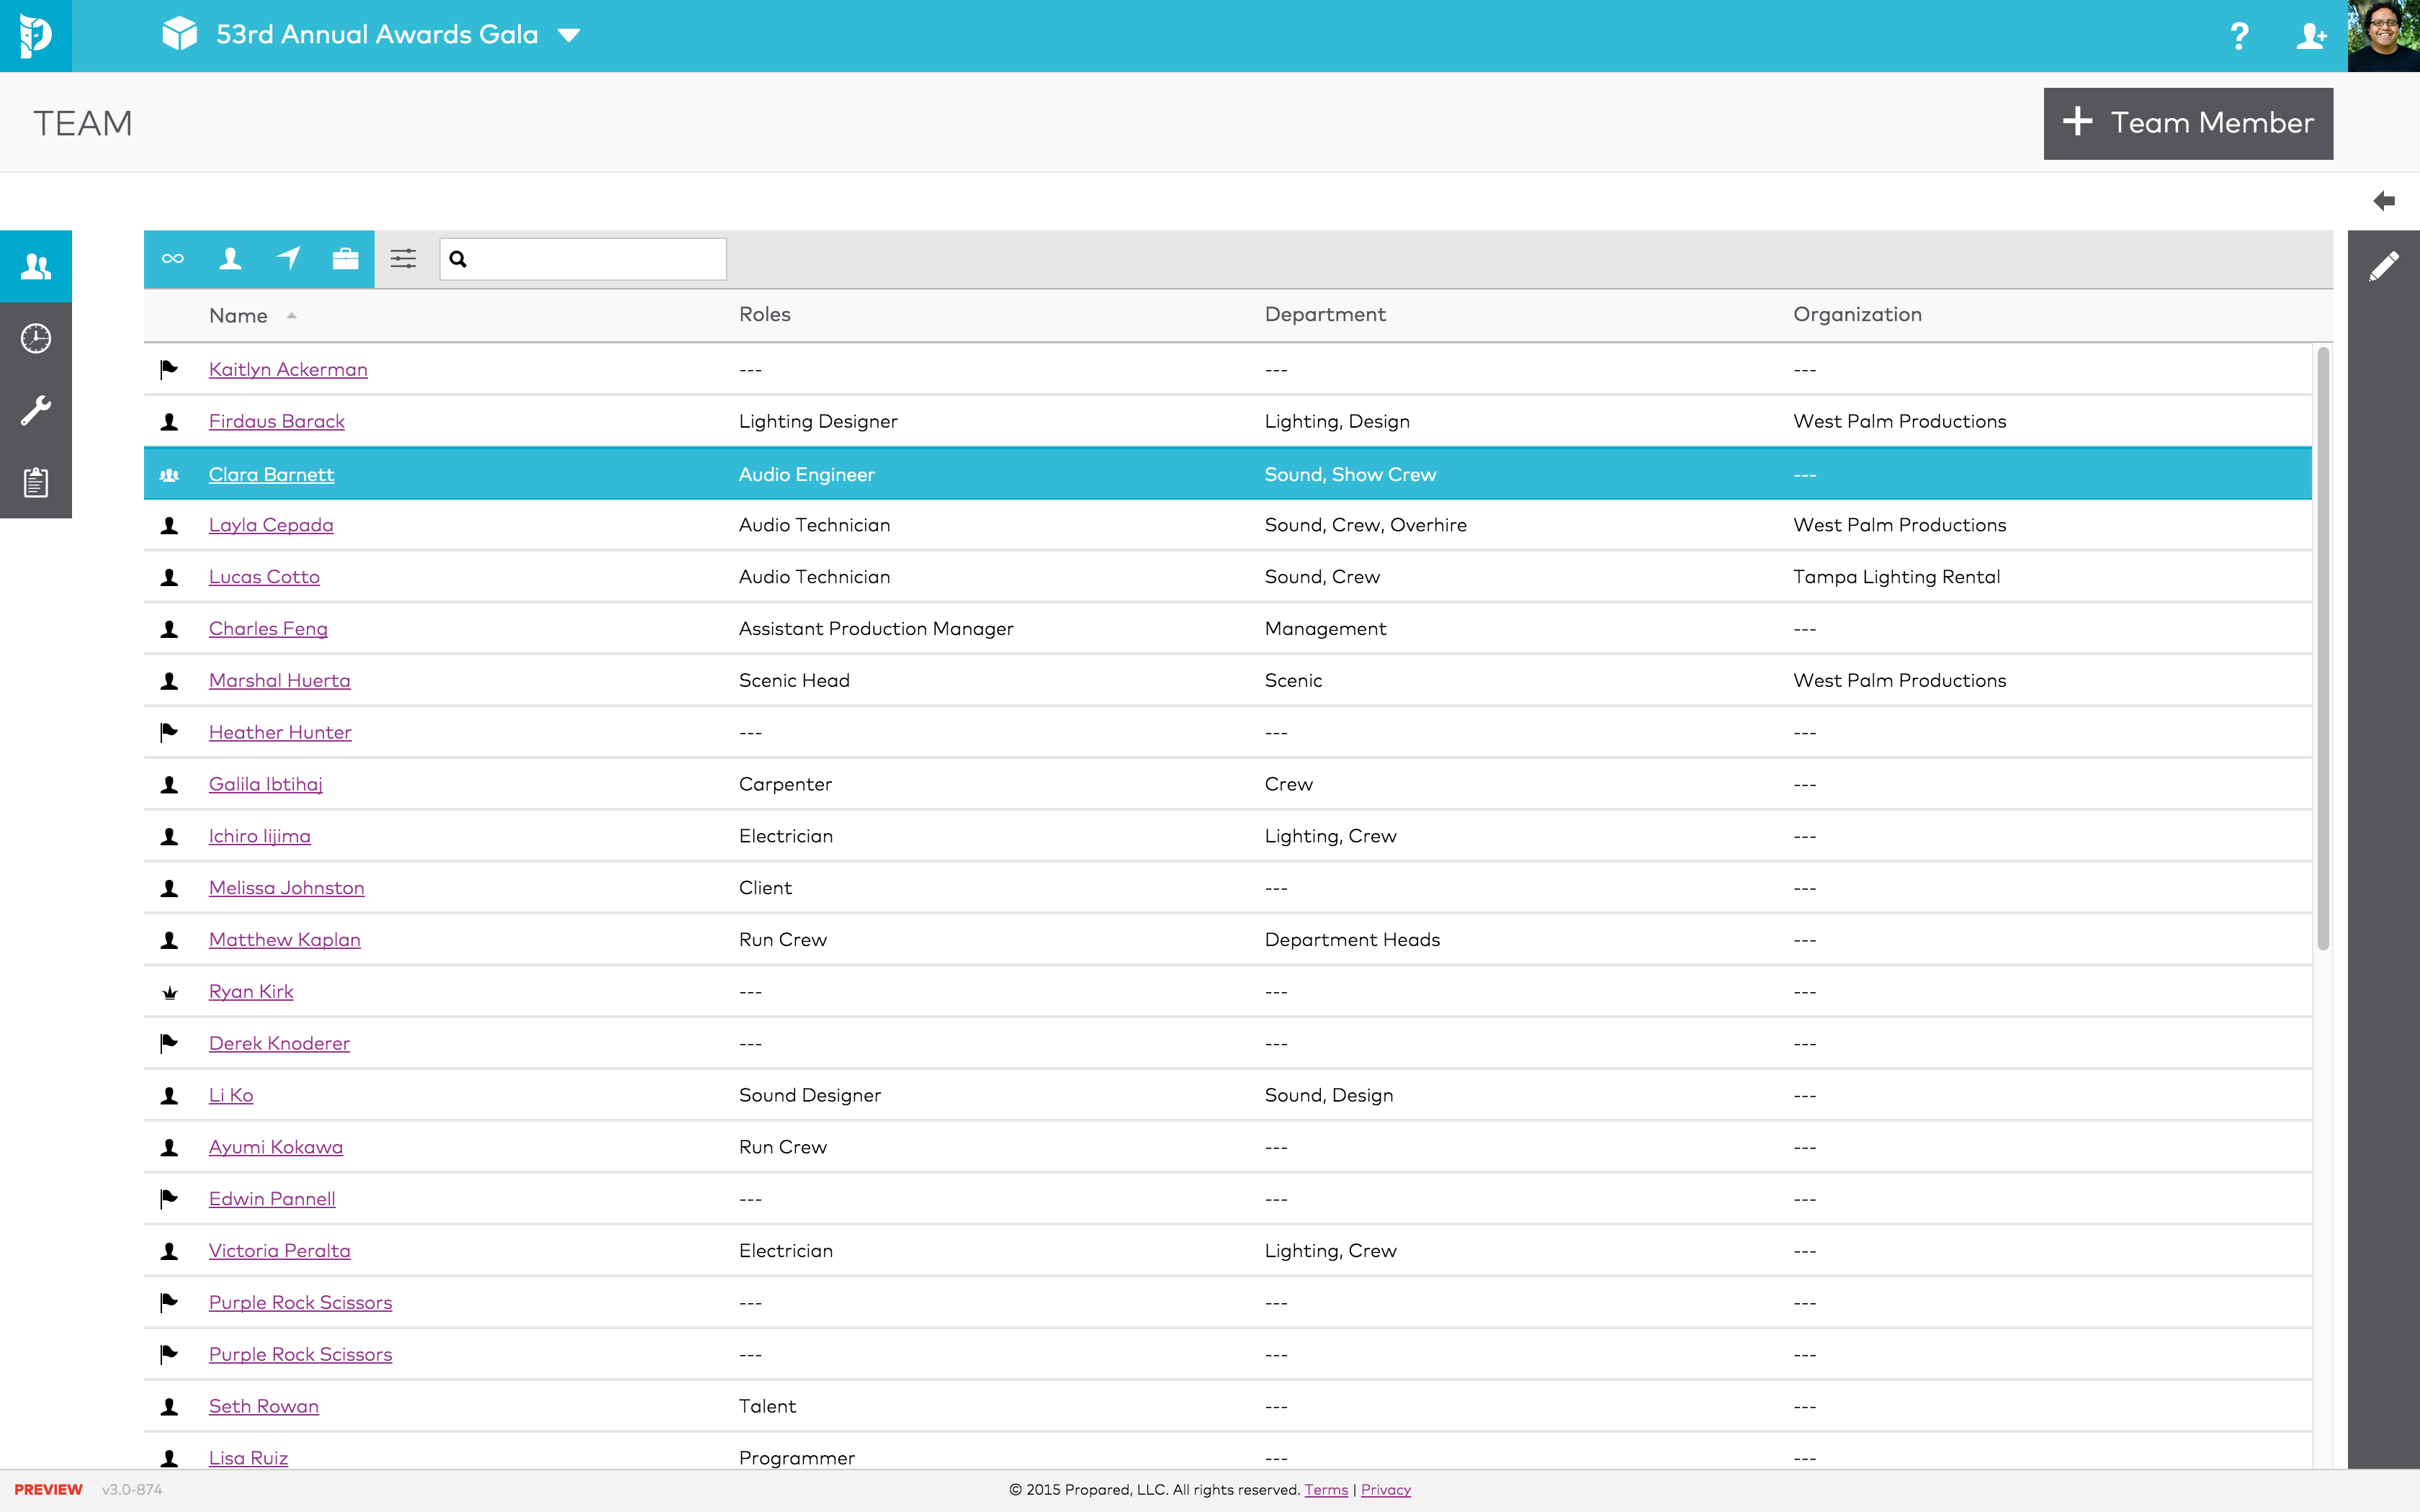 53rd Annual Awards Gala
TEAM
Team Member
Name Roles Department Organization
Kaitlyn Ackerman --- --- ---
Firdaus Barack Lighting Designer Lighting, Design West Palm Productions
Clara Barnett Audio Engineer Sound, Show Crew ---
Layla Cepada Audio Technician Sound, Crew, Overhire West Palm Productions
Lucas Cotto Audio Technician Sound, Crew Tampa Lighting Rental
Charles Feng Assistant Production Manager Management ---
Marshal Huerta Scenic Head Scenic West Palm Productions
Heather Hunter --- --- ---
Galila Ibtihaj Carpenter Crew ---
Ichiro Iijima Electrician Lighting, Crew ---
Melissa Johnston Client --- ---
Matthew Kaplan Run Crew Department Heads ---
Ryan Kirk --- --- ---
Derek Knoderer --- --- ---
Li Ko Sound Designer Sound, Design ---
Ayumi Kokawa Run Crew --- ---
Edwin Pannell --- --- ---
Victoria Peralta Electrician Lighting, Crew ---
Purple Rock Scissors --- --- ---
Purple Rock Scissors --- --- ---
Seth Rowan Talent --- ---
Lisa Ruiz Programmer --- ---
PREVIEW v3.0-874 © 2015 Propared, LLC. All rights reserved. Terms | Privacy